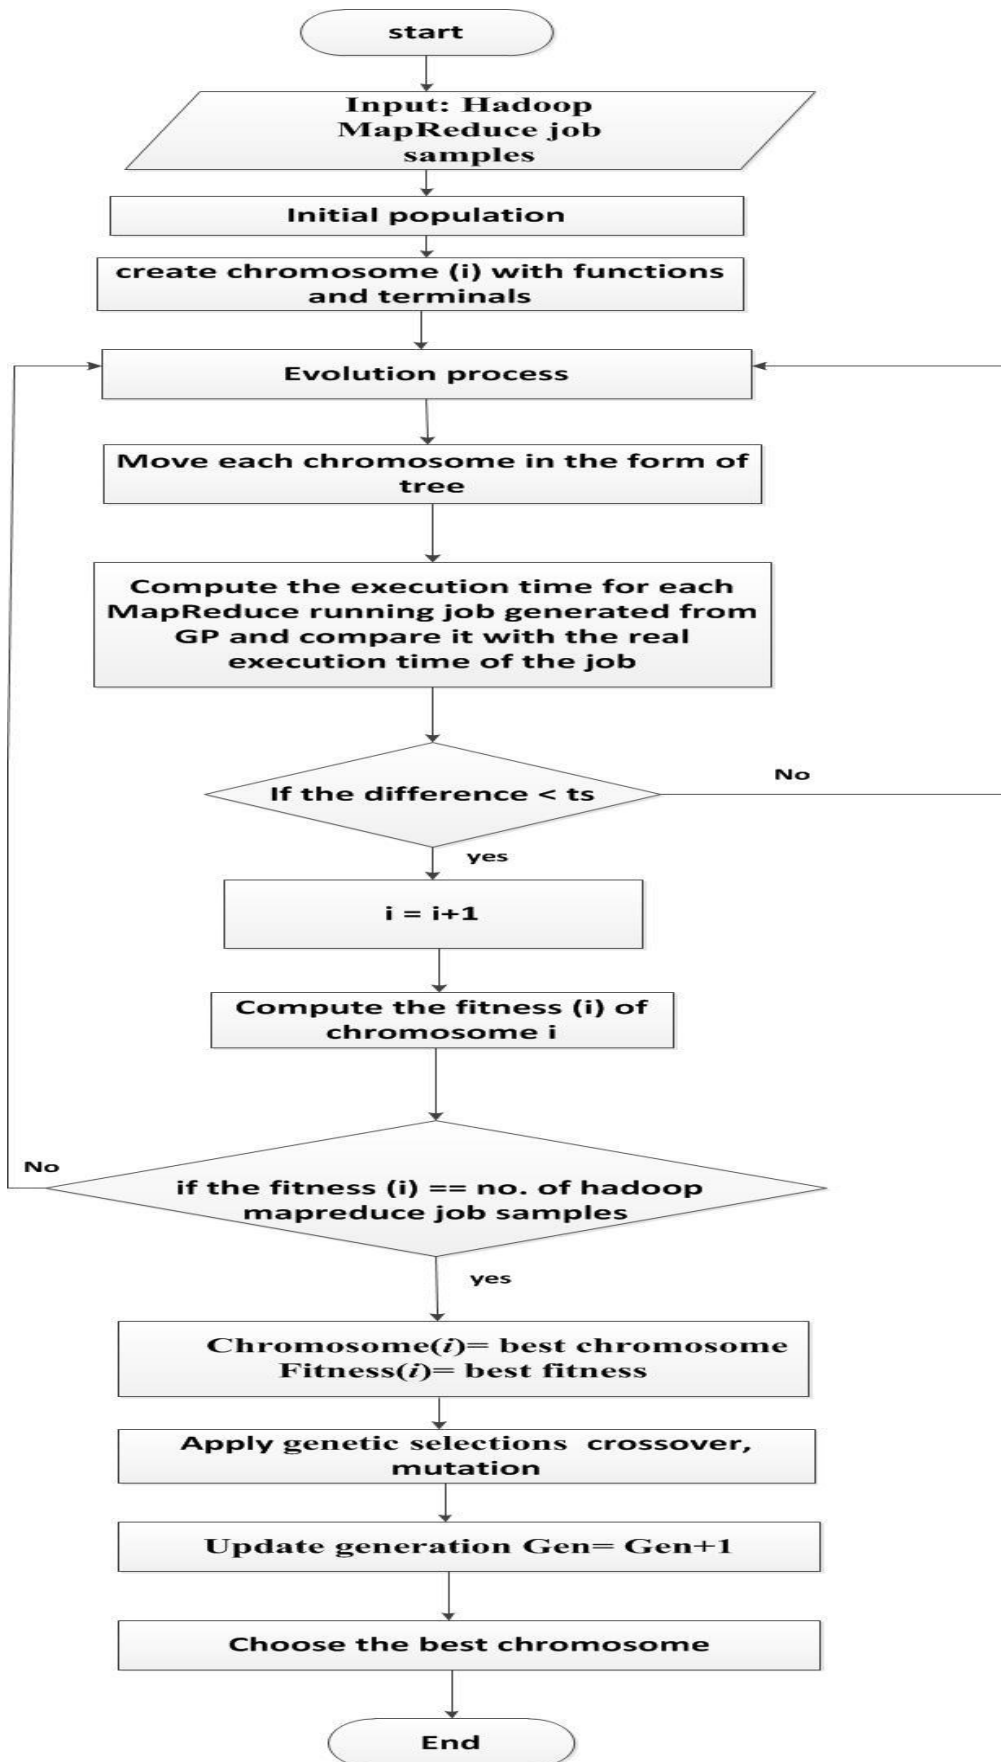 start
Input: Hadoop
MapReduce job
samples
Initial population
create chromosome (i) with functions
and terminals
Evolution process
Move each chromosome in the form of
tree
Compute the execution time for each
MapReduce running job generated from
GP and compare it with the real
execution time of the job
If the difference < ts
No
yes
i = i+1
Compute the fitness (i) of
chromosome i
No
if the fitness (i) == no. of hadoop
mapreduce job samples
yes
Chromosome(i)= best chromosome
Fitness(i)= best fitness
Apply genetic selections crossover,
mutation
Update generation Gen= Gen+1
Choose the best chromosome
End